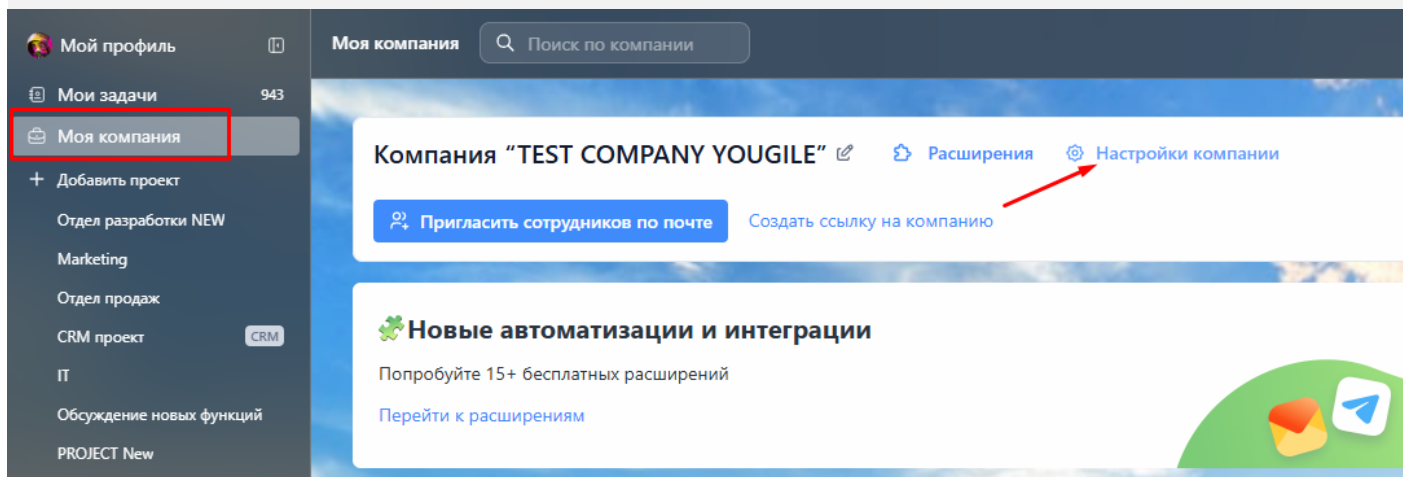 Мой профиль
Мои задачи 943
Моя компания
Добавить проект
Отдел разработки NEW
Marketing
Отдел продаж
CRM проект CRM
IT
Обсуждение новых функций
PROJECT New
Моя компания Поиск по компании
Компания “TEST COMPANY YOUGILE” Расширения Настройки компании
Пригласить сотрудников по почте Создать ссылку на компанию
Новые автоматизации и интеграции
Попробуйте 15+ бесплатных расширений
Перейти к расширениям